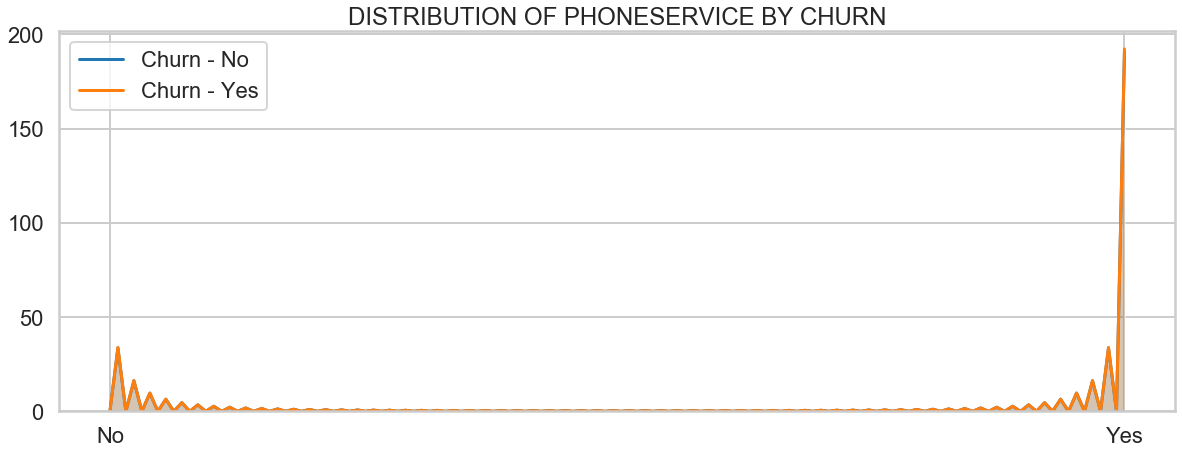 DISTRIBUTION OF PHONESERVICE BY CHURN
200
Churn - No
Churn - Yes
150
100
50
0
No Yes